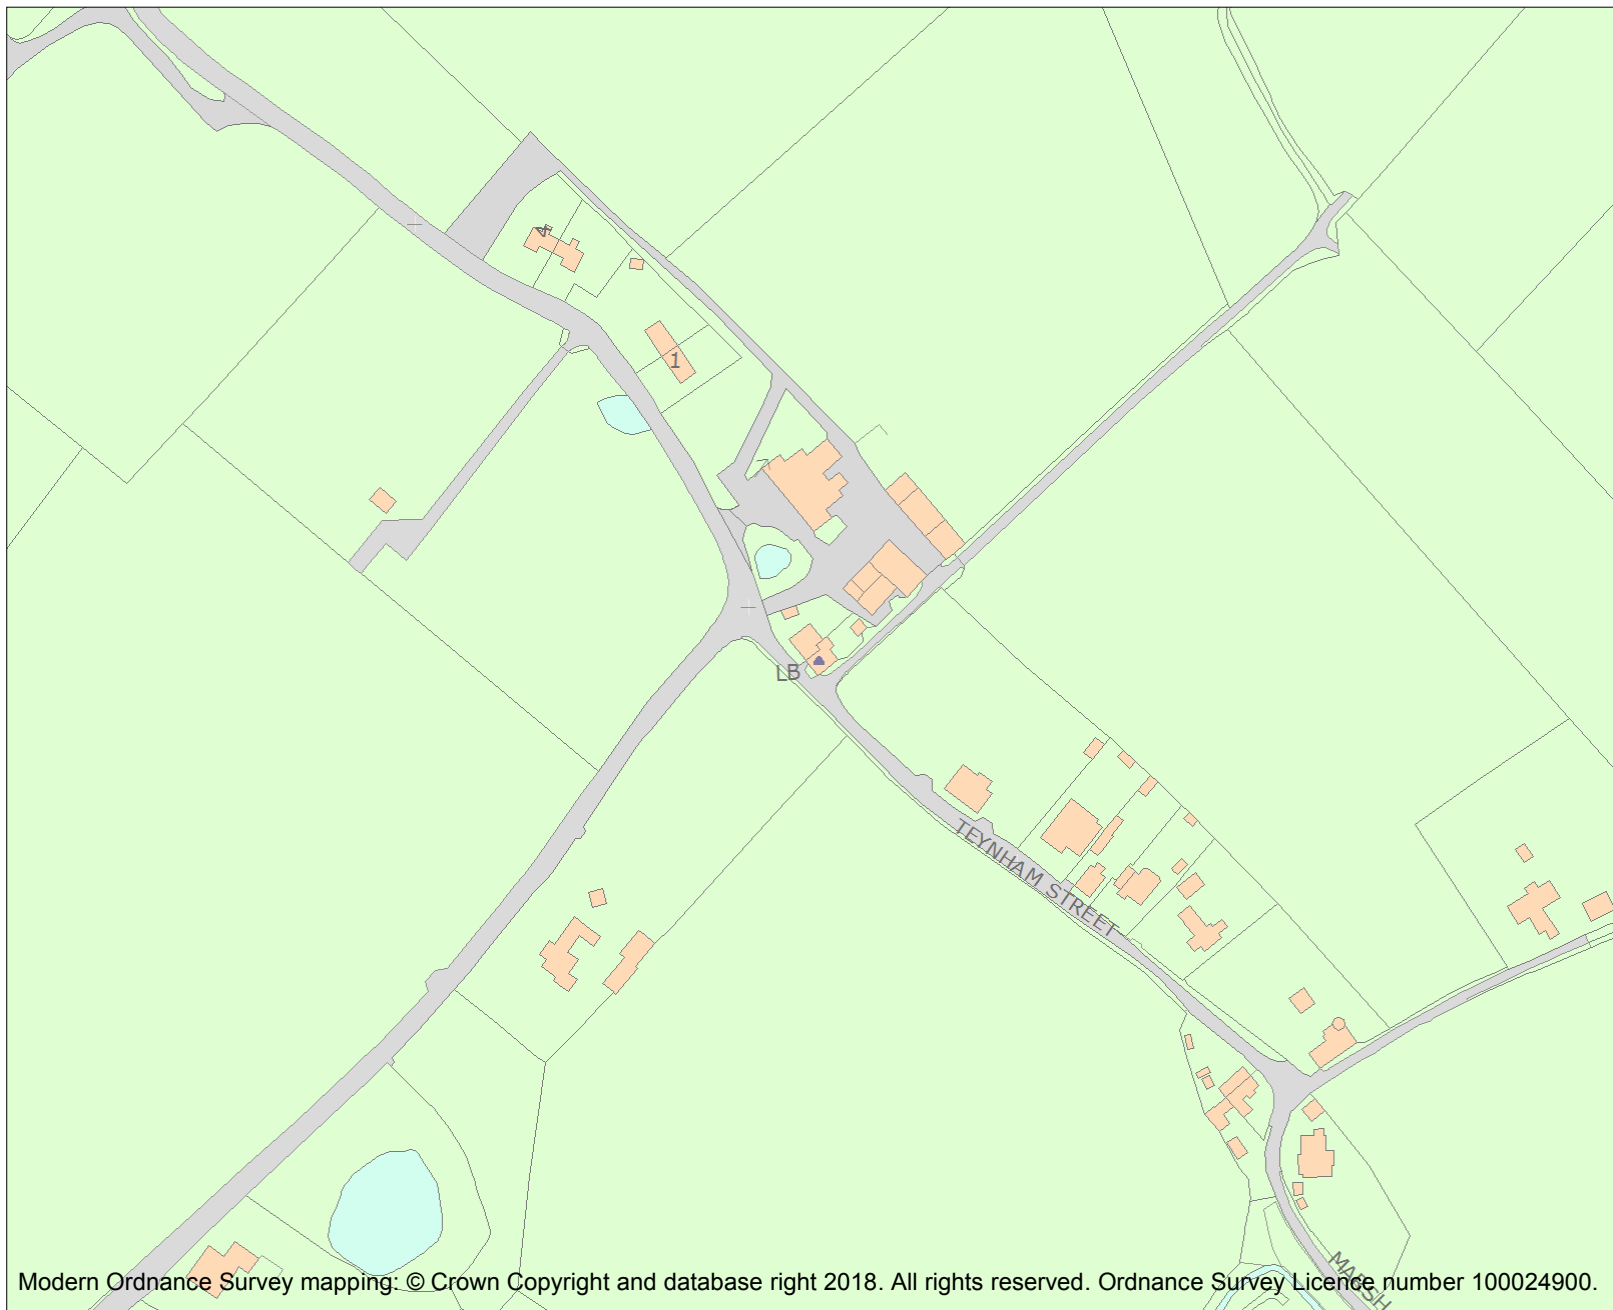 4
1
LB
TEYNHAM STREET
MARSH
Modern Ordnance Survey mapping: © Crown Copyright and database right 2018. All rights reserved. Ordnance Survey Licence number 100024900.